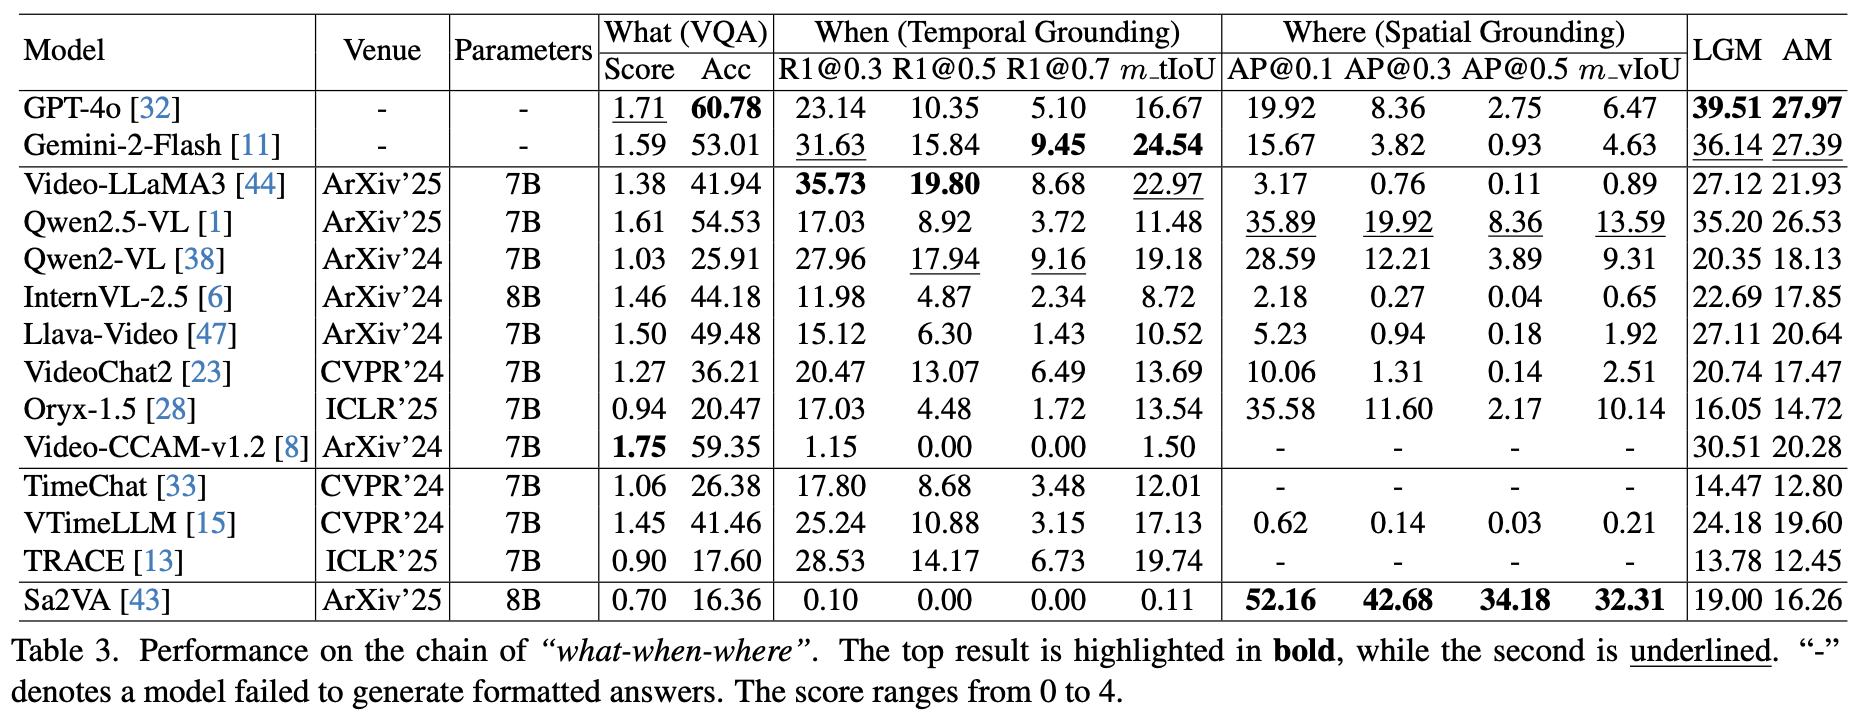 Model Venue Parameters What (VQA) When (Temporal Grounding) Where (Spatial Grounding) LGM AM
Score Acc R1@0.3 R1@0.5 R1@0.7 m_tIoU AP@0.1 AP@0.3 AP@0.5 m_vIoU
GPT-4o [32] - - 1.71 60.78 23.14 10.35 5.10 16.67 19.92 8.36 2.75 6.47 39.51 27.97
Gemini-2-Flash [11] - - 1.59 53.01 31.63 15.84 9.45 24.54 15.67 3.82 0.93 4.63 36.14 27.39
Video-LLaMA3 [44] ArXiv’25 7B 1.38 41.94 35.73 19.80 8.68 22.97 3.17 0.76 0.11 0.89 27.12 21.93
Qwen2.5-VL [1] ArXiv’25 7B 1.61 54.53 17.03 8.92 3.72 11.48 35.89 19.92 8.36 13.59 35.20 26.53
Qwen2-VL [38] ArXiv’24 7B 1.03 25.91 27.96 17.94 9.16 19.18 28.59 12.21 3.89 9.31 20.35 18.13
InternVL-2.5 [6] ArXiv’24 8B 1.46 44.18 11.98 4.87 2.34 8.72 2.18 0.27 0.04 0.65 22.69 17.85
Llava-Video [47] ArXiv’24 7B 1.50 49.48 15.12 6.30 1.43 10.52 5.23 0.94 0.18 1.92 27.11 20.64
VideoChat2 [23] CVPR’24 7B 1.27 36.21 20.47 13.07 6.49 13.69 10.06 1.31 0.14 2.51 20.74 17.47
Oryx-1.5 [28] ICLR’25 7B 0.94 20.47 17.03 4.48 1.72 13.54 35.58 11.60 2.17 10.14 16.05 14.72
Video-CCAM-v1.2 [8] ArXiv’24 7B 1.75 59.35 1.15 0.00 0.00 1.50 - - - - 30.51 20.28
TimeChat [33] CVPR’24 7B 1.06 26.38 17.80 8.68 3.48 12.01 - - - - 14.47 12.80
VTimeLLM [15] CVPR’24 7B 1.45 41.46 25.24 10.88 3.15 17.13 0.62 0.14 0.03 0.21 24.18 19.60
TRACE [13] ICLR’25 7B 0.90 17.60 28.53 14.17 6.73 19.74 - - - - 13.78 12.45
Sa2VA [43] ArXiv’25 8B 0.70 16.36 0.10 0.00 0.00 0.11 52.16 42.68 34.18 32.31 19.00 16.26
Table 3. Performance on the chain of “what-when-where”. The top result is highlighted in bold, while the second is underlined. “-”
denotes a model failed to generate formatted answers. The score ranges from 0 to 4.